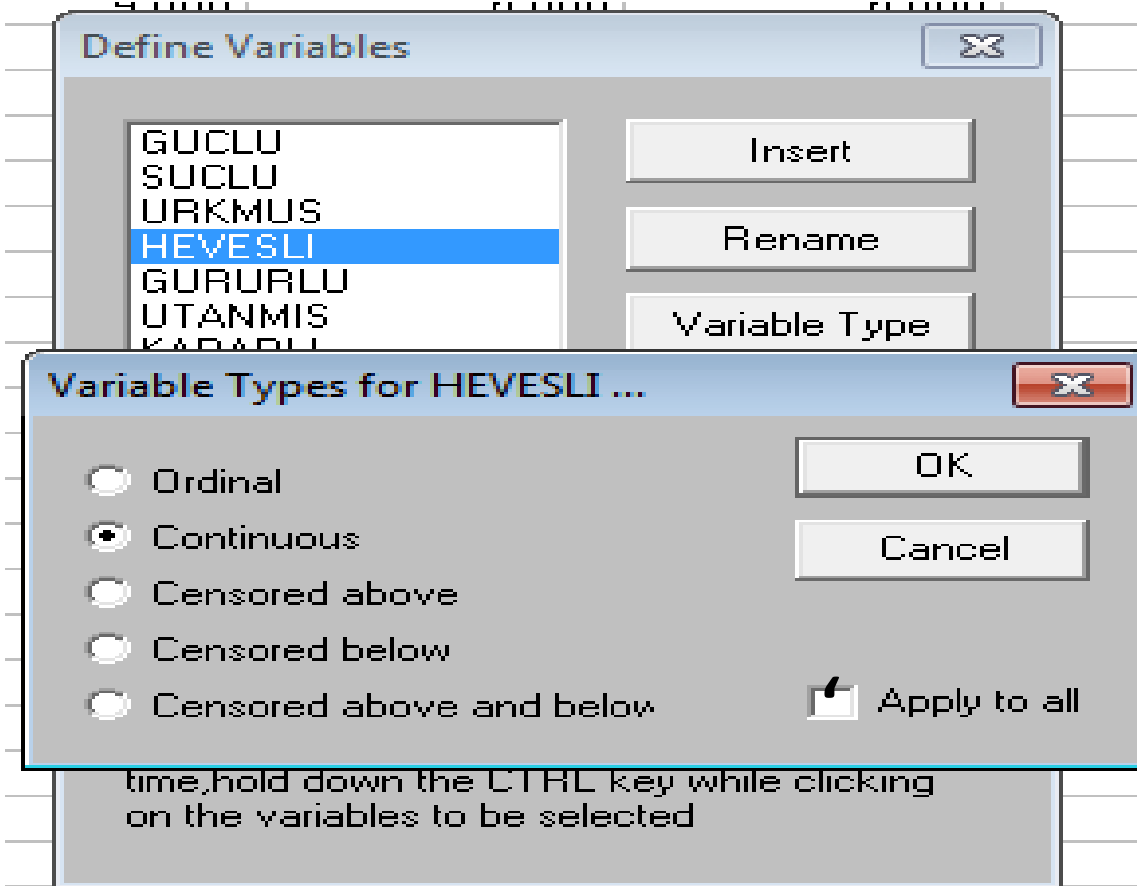 Define Variables
GUCLU
SUCLU
URKMUS
HEVESLI
GURURLU
UTANMIS
Insert
Rename
Variable Type
Variable Types for HEVESLI ...
Ordinal
Continuous
Censored above
Censored below
Censored above and below
OK
Cancel
Apply to all
time,hold down the CTRL key while clicking
on the variables to be selected